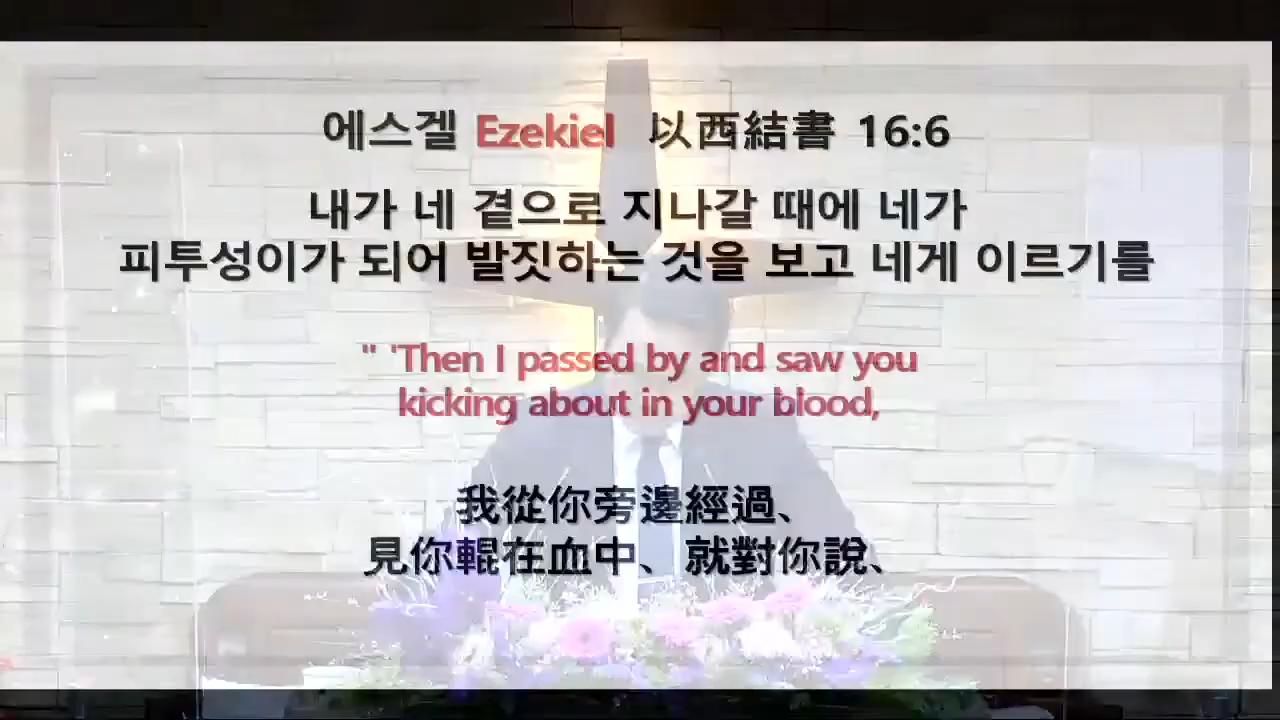 에스겔 Ezekiel 以西結書 16:6
내가 네 곁으로 지나갈 때에 네가
피투성이가 되어 발짓하는 것을 보고 네게 이르기를
" 'Then I passed by and saw you
kicking about in your blood,
我從你旁邊經過、
見你輥在血中、就對你說、